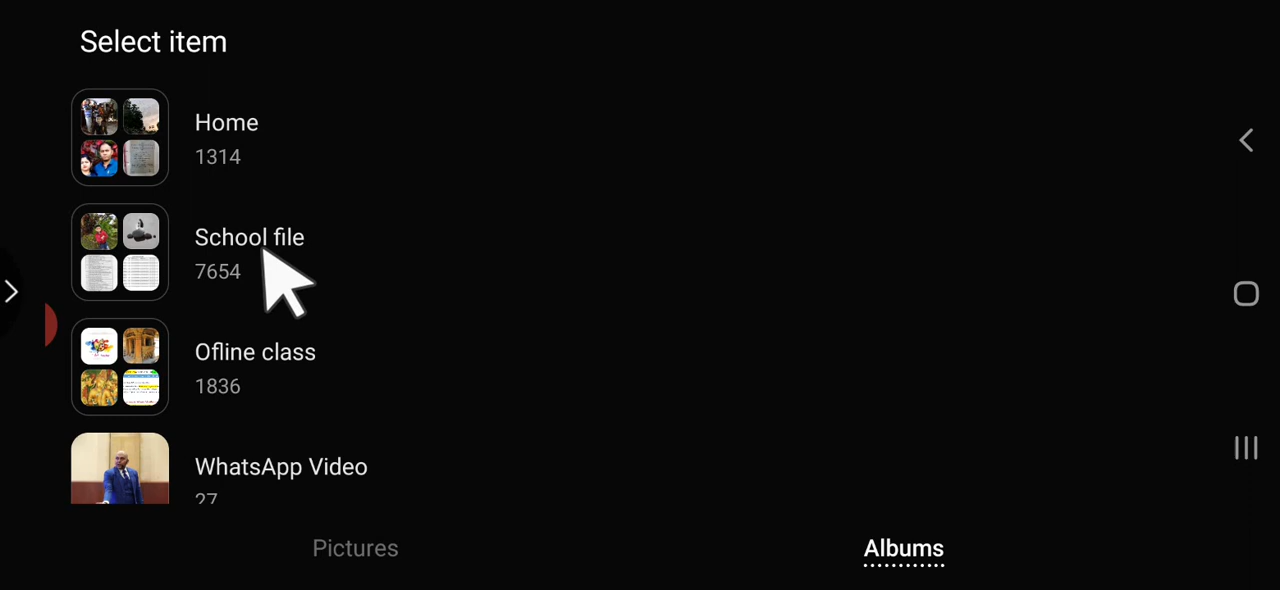 Select item
Home
1314
School file
7654
Ofline class
1836
WhatsApp Video
27
Pictures
Albums